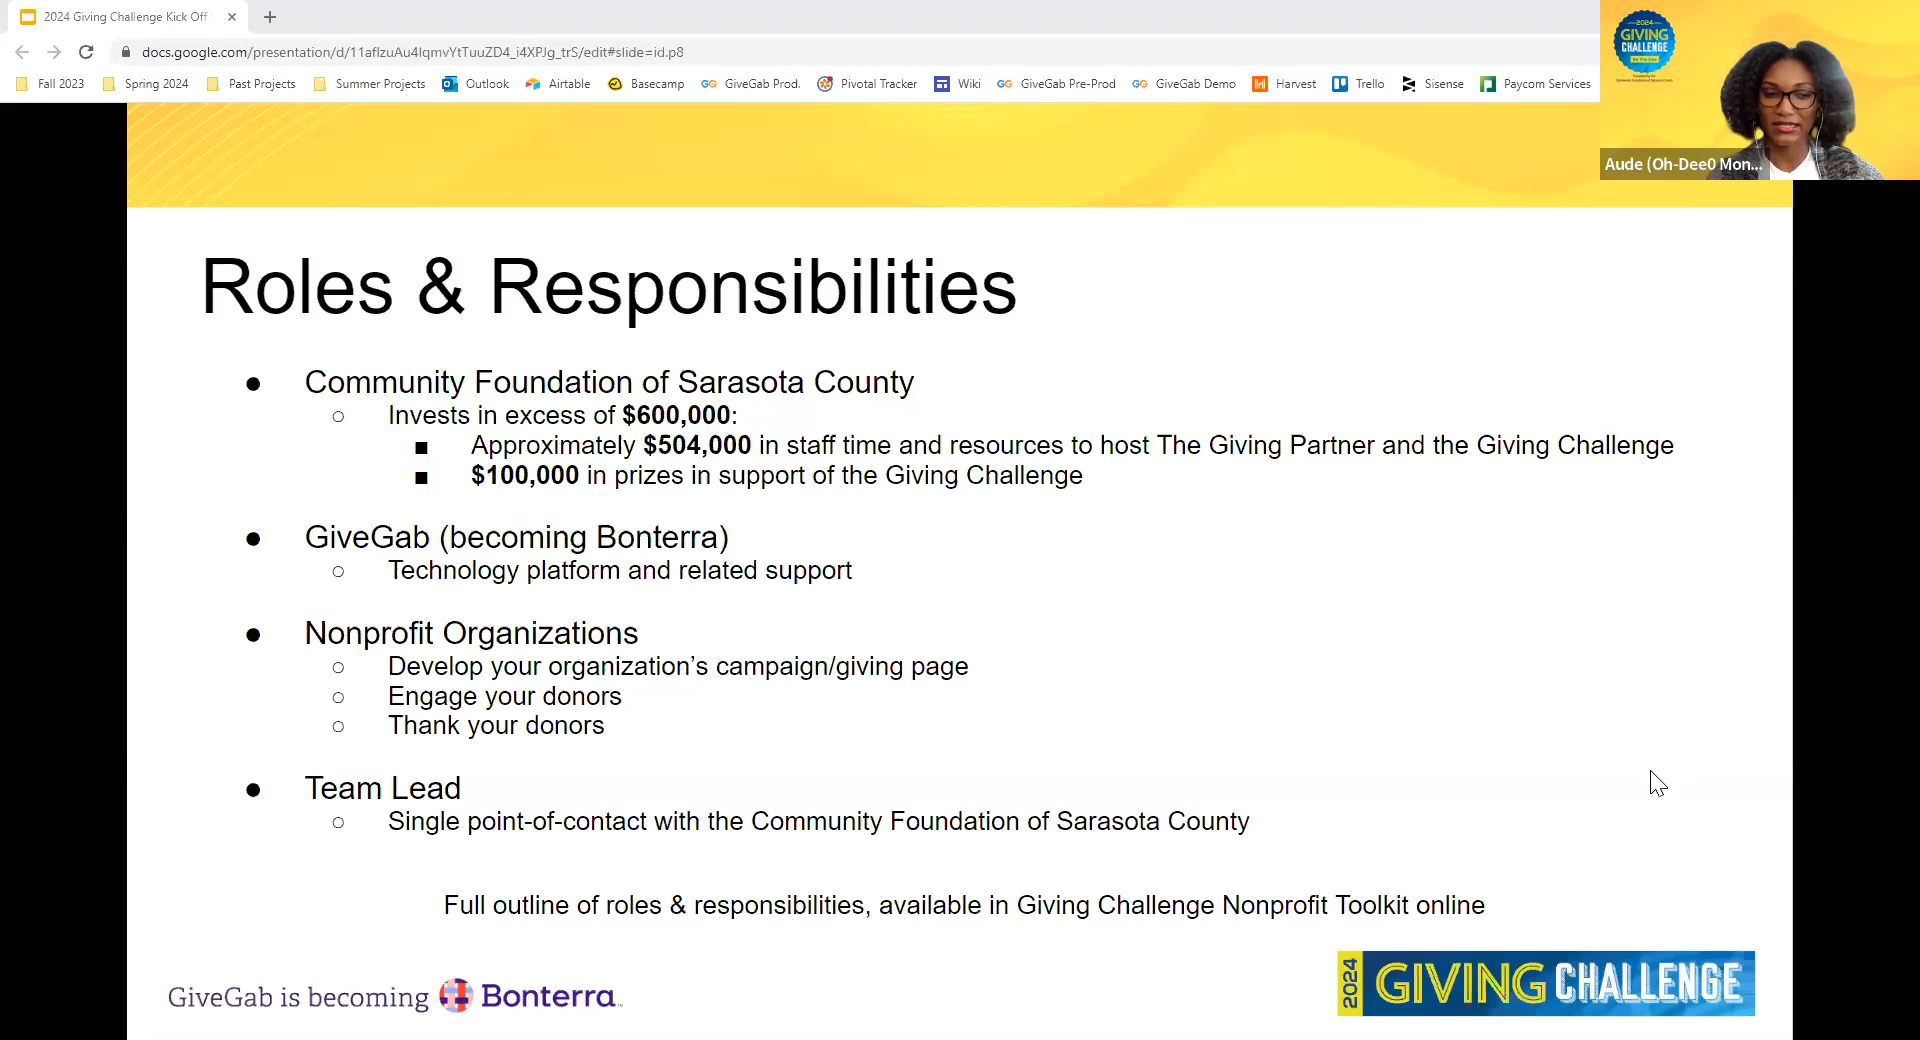 2024 Giving Challenge Kick Off
docs.google.com/presentation/d/11aflzuAu4IqmvYtTuuZD4_i4XPJg_trS/edit#slide=id.p8
Fall 2023 Spring 2024 Past Projects Summer Projects Outlook Airtable Basecamp GiveGab Prod. Pivotal Tracker Wiki GiveGab Pre-Prod GiveGab Demo Harvest Trello Sisense Paycom Services
2024
GIVING
CHALLENGE
Be The One
Aude (Oh-Dee0 Mon...
Roles & Responsibilities
● Community Foundation of Sarasota County
○ Invests in excess of $600,000:
■ Approximately $504,000 in staff time and resources to host The Giving Partner and the Giving Challenge
■ $100,000 in prizes in support of the Giving Challenge
● GiveGab (becoming Bonterra)
○ Technology platform and related support
● Nonprofit Organizations
○ Develop your organization’s campaign/giving page
○ Engage your donors
○ Thank your donors
● Team Lead
○ Single point-of-contact with the Community Foundation of Sarasota County
Full outline of roles & responsibilities, available in Giving Challenge Nonprofit Toolkit online
GiveGab is becoming Bonterra™
2024 GIVING CHALLENGE